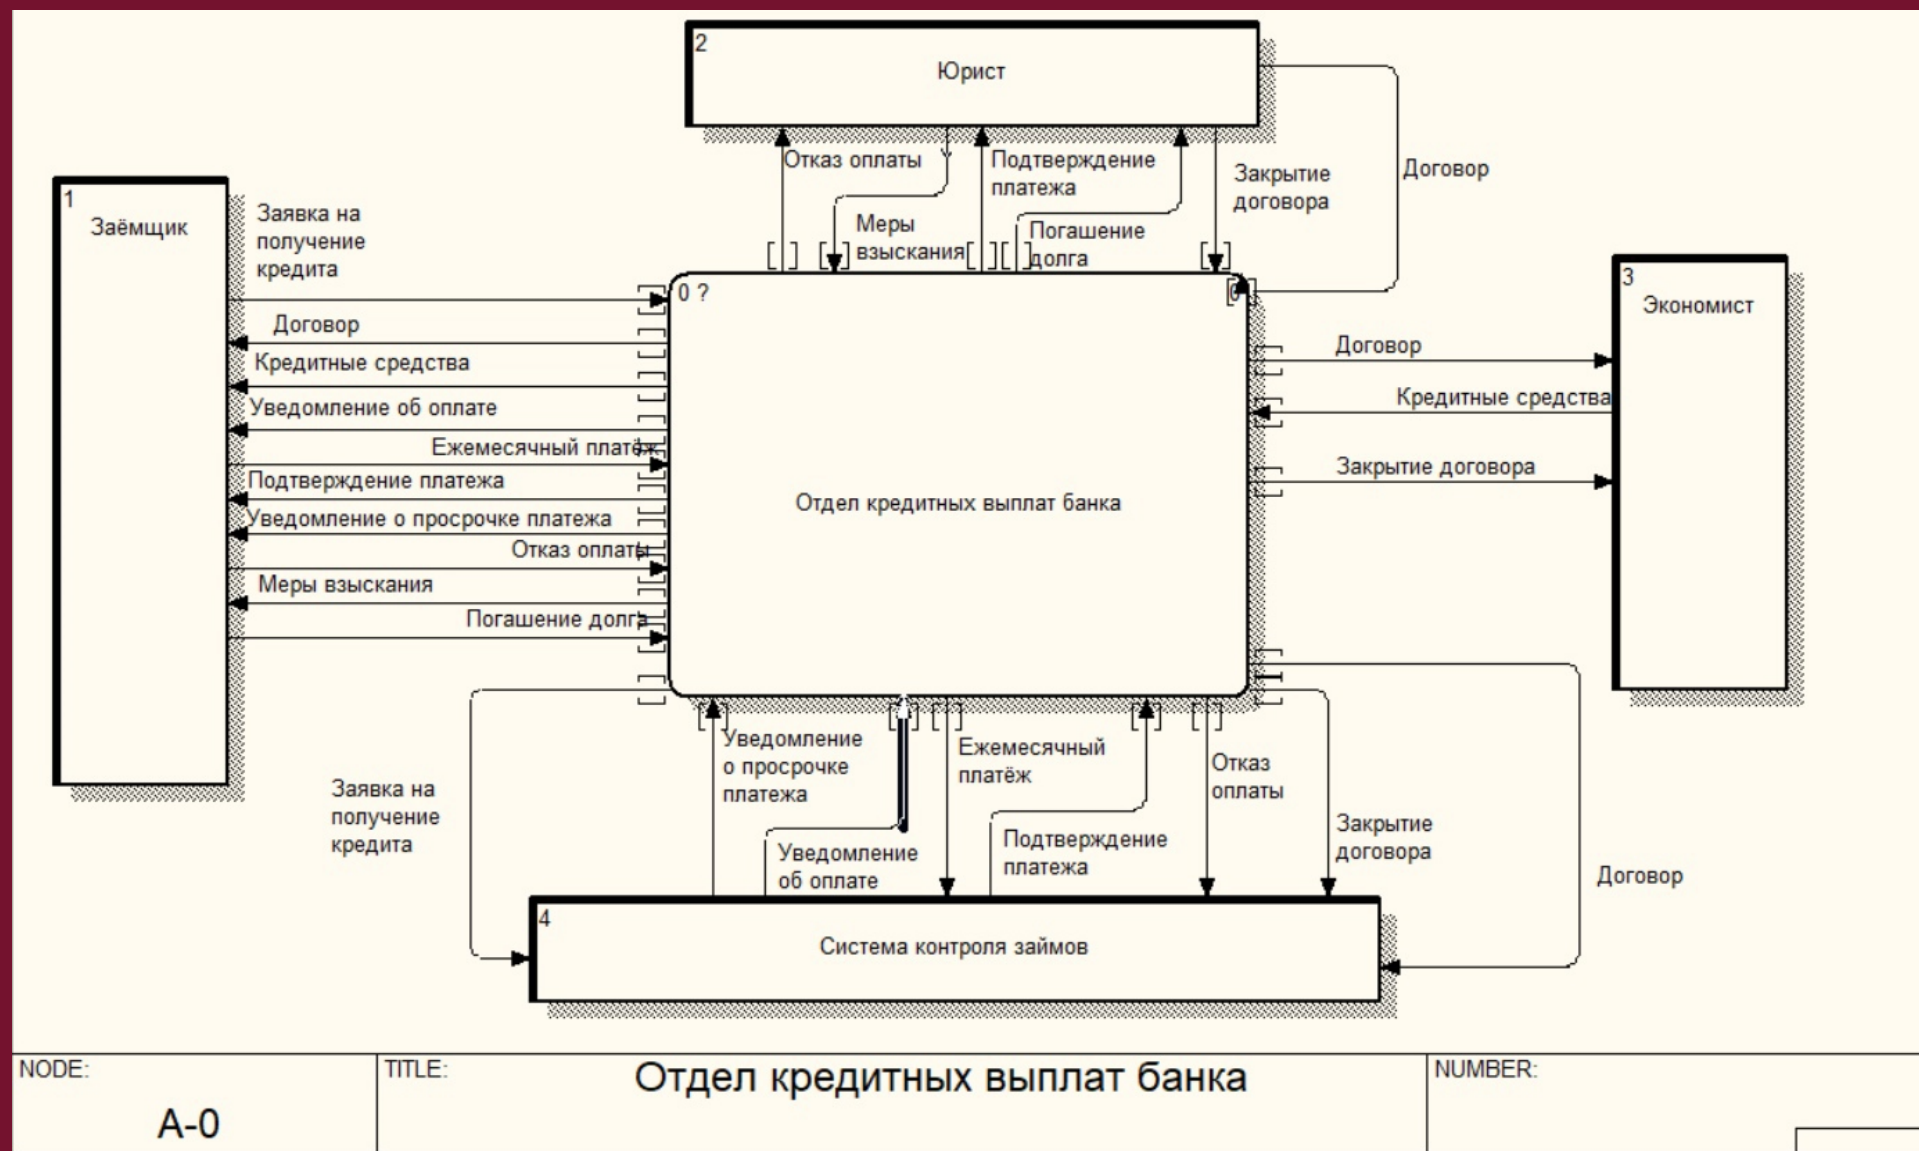 2
Юрист
Отказ оплаты
Меры
взыскания
Подтверждение
платежа
Погашение
долга
Закрытие
договора
Договор
1
Заёмщик
Заявка на
получение
кредита
Договор
Кредитные средства
Уведомление об оплате
Ежемесячный платёж
Подтверждение платежа
Уведомление о просрочке платежа
Отказ оплаты
Меры взыскания
Погашение долга
0 ?
Отдел кредитных выплат банка
3
Экономист
Договор
Кредитные средства
Закрытие договора
Заявка на
получение
кредита
Уведомление
о просрочке
платежа
Уведомление
об оплате
Ежемесячный
платёж
Подтверждение
платежа
Отказ
оплаты
Закрытие
договора
Договор
4
Система контроля займов
NODE:
A-0
TITLE:
Отдел кредитных выплат банка
NUMBER: